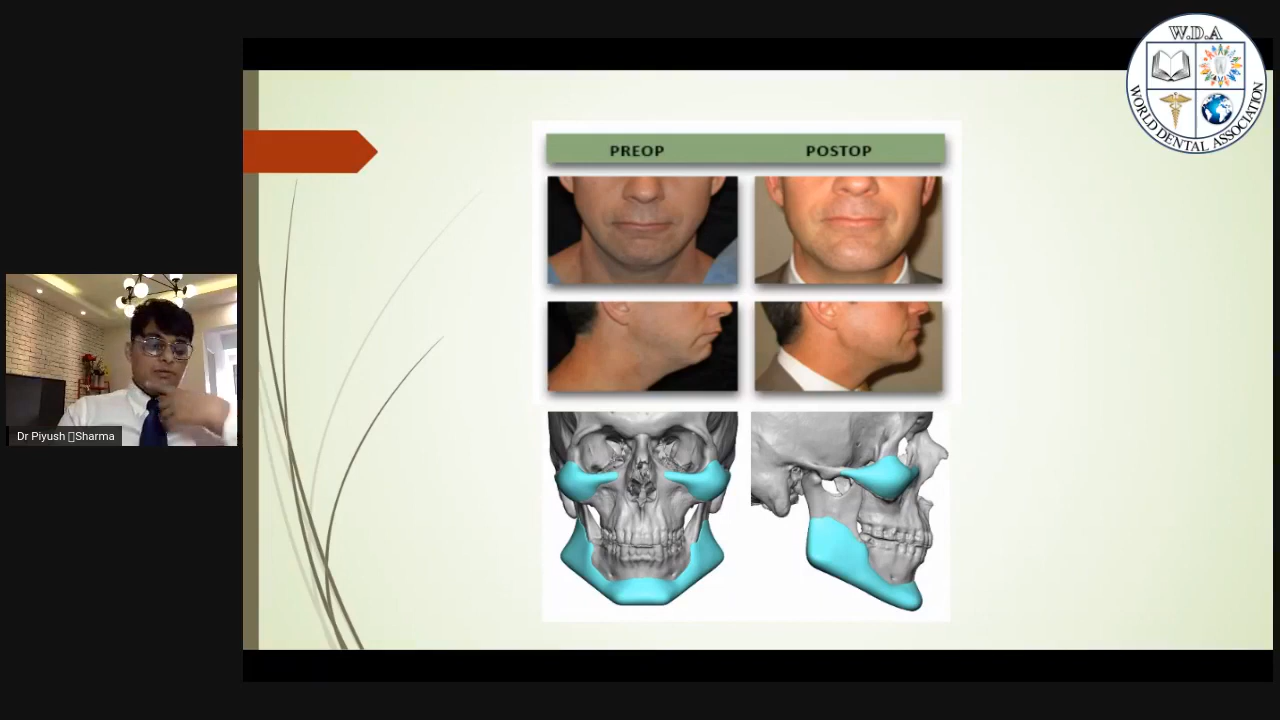 W.D.A
WORLD DENTAL ASSOCIATION
PREOP
POSTOP
Dr Piyush Sharma